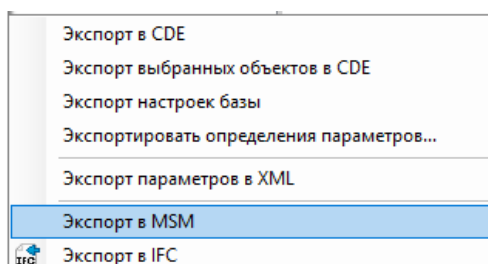 Экспорт в CDE
Экспорт выбранных объектов в CDE
Экспорт настроек базы
Экспортировать определения параметров...
Экспорт параметров в XML
Экспорт в MSM
IFC Экспорт в IFC